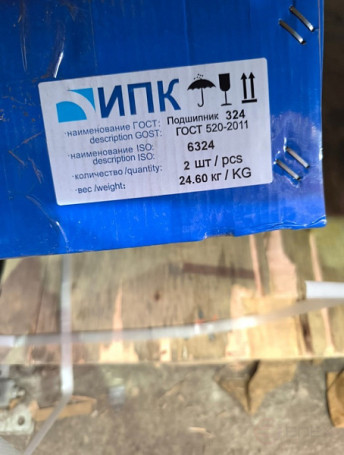 ИПК
наименование ГОСТ: Подшипник 324
description GOST: ГОСТ 520-2011
наименование ISO: 6324
description ISO:
количество /quantity: 2 шт / pcs
вес /weight: 24.60 кг / KG